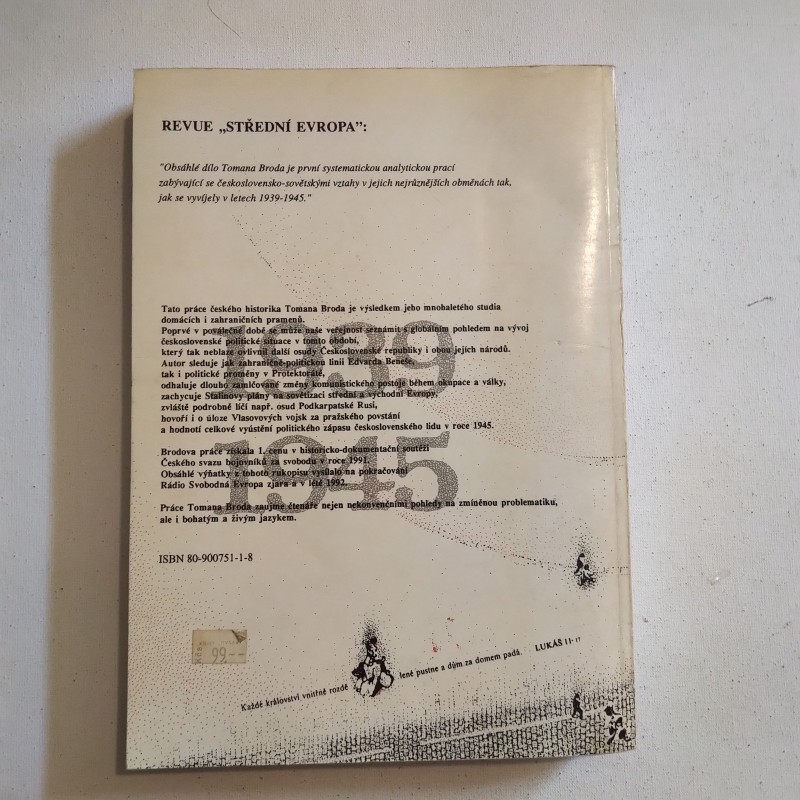 REVUE „STŘEDNÍ EVROPA”:
"Obsáhlé dílo Tomana Broda je první systematickou analytickou prací
zabývající se československo-sovětskými vztahy v jejich nejrůznějších obměnách tak,
jak se vyvíjely v letech 1939-1945."
1939
1945
Tato práce českého historika Tomana Broda je výsledkem jeho mnohaletého studia
domácích i zahraničních pramenů.
Poprvé v poválečné době se může naše veřejnost seznámit s globálním pohledem na vývoj
československé politické situace v tomto období,
který tak neblaze ovlivnil další osudy Československé republiky i obou jejích národů.
Autor sleduje jak zahraničně-politickou linii Edvarda Beneše,
tak i politické proměny v Protektorátě,
odhaluje dlouho zamlčované změny komunistického postoje během okupace a války,
zachycuje Stalinovy plány na sovětizaci střední a východní Evropy,
zvláště podrobně líčí např. osud Podkarpatské Rusi,
hovoří i o úloze Vlasovových vojsk za pražského povstání
a hodnotí celkové vyústění politického zápasu československého lidu v roce 1945.
Brodova práce získala 1. cenu v historicko-dokumentační soutěži
Českého svazu bojovníků za svobodu v roce 1991.
Obsáhlé výňatky z tohoto rukopisu vysílalo na pokračování
Rádio Svobodná Evropa zjara a v létě 1992.
Práce Tomana Broda zaujme čtenáře nejen nekonvenčními pohledy na zmíněnou problematiku,
ale i bohatým a živým jazykem.
ISBN 80-900751-1-8
99--
Každé království vnitřně rozdě lené pustne a dům za domem padá. LUKÁŠ 11-17